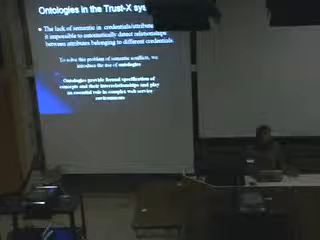 Ontologies in the Trust-X sys
The lack of semantic in credentials/attribute
it impossible to automatically detect relationships
between attributes belonging to different credentials
To solve this problem of semantic conflicts, we
introduce the use of ontologies
Ontologies provide formal specification of
concepts and their interrelationships and play
an essential role in complex web service
environments